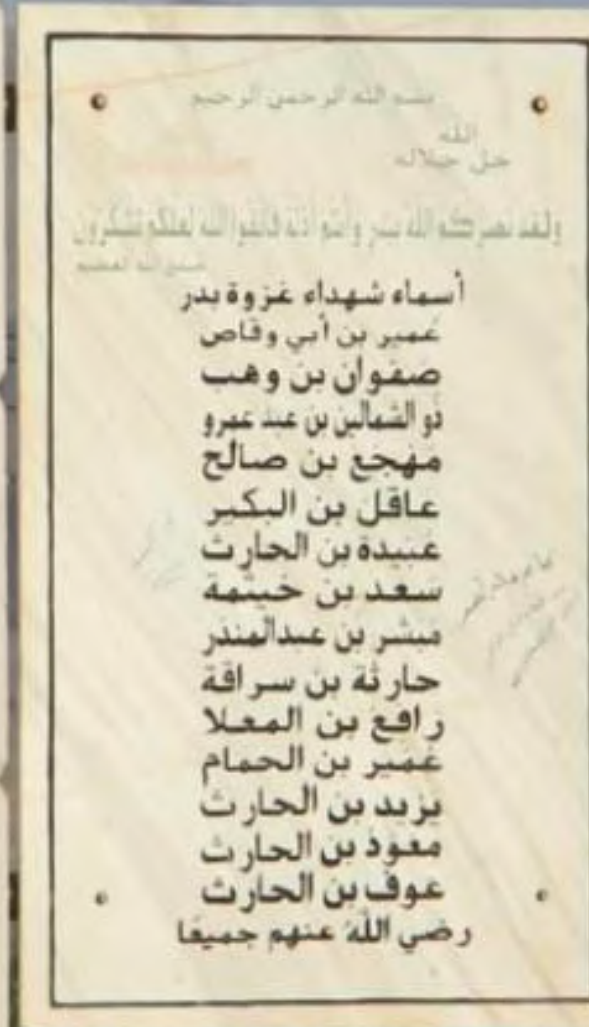 بسم الله الرحمن الرحيم
الله
جل جلاله
ولقد نصركم الله ببدر وأنتم أذلة فاتقوا الله لعلكم تشكرون
صدق الله العظيم
أسماء شهداء غزوة بدر
عمير بن أبي وقاص
صفوان بن وهب
ذو الشمالين بن عبد عمرو
مهجع بن صالح
عاقل بن البكير
عبيدة بن الحارث
سعد بن خيثمة
مبشر بن عبدالمنذر
حارثة بن سراقة
رافع بن المعلا
عمير بن الحمام
يزيد بن الحارث
معوذ بن الحارث
عوف بن الحارث
رضي الله عنهم جميعا